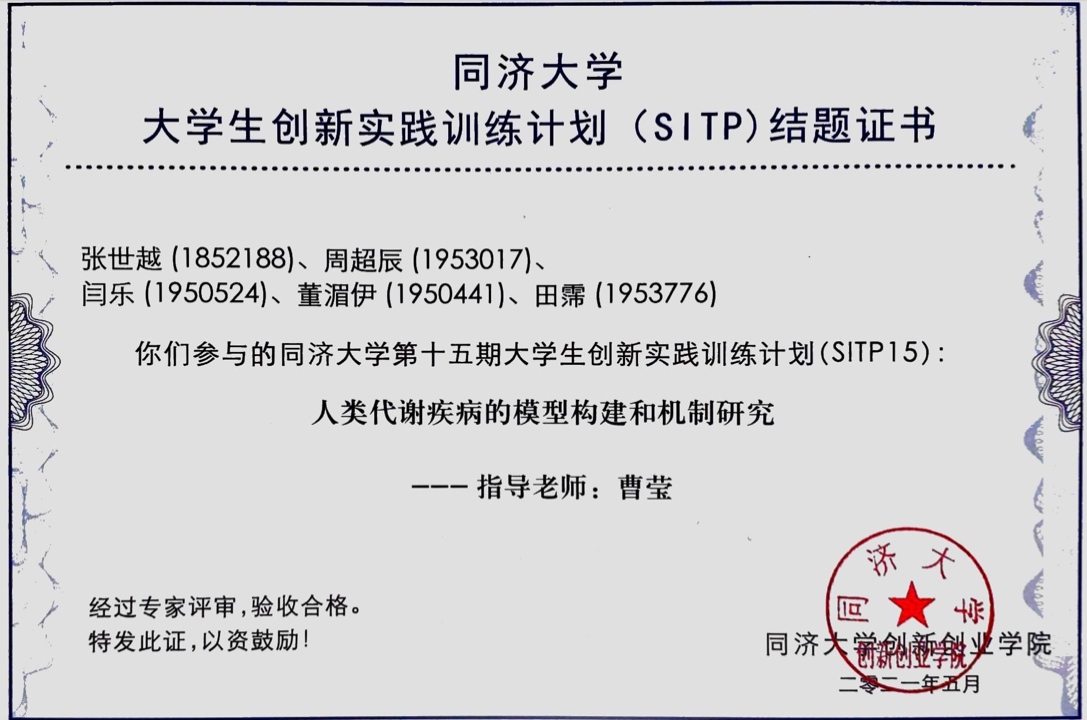 同济大学
大学生创新实践训练计划（SITP)结题证书
张世越 (1852188)、周超辰 (1953017)、
闫乐 (1950524)、董湄伊 (1950441)、田霈 (1953776)
你们参与的同济大学第十五期大学生创新实践训练计划(SITP15)：
人类代谢疾病的模型构建和机制研究
--- 指导老师：曹莹
经过专家评审,验收合格。
特发此证,以资鼓励!
同济大学
创新创业学院
同济大学创新创业学院
二零二一年五月